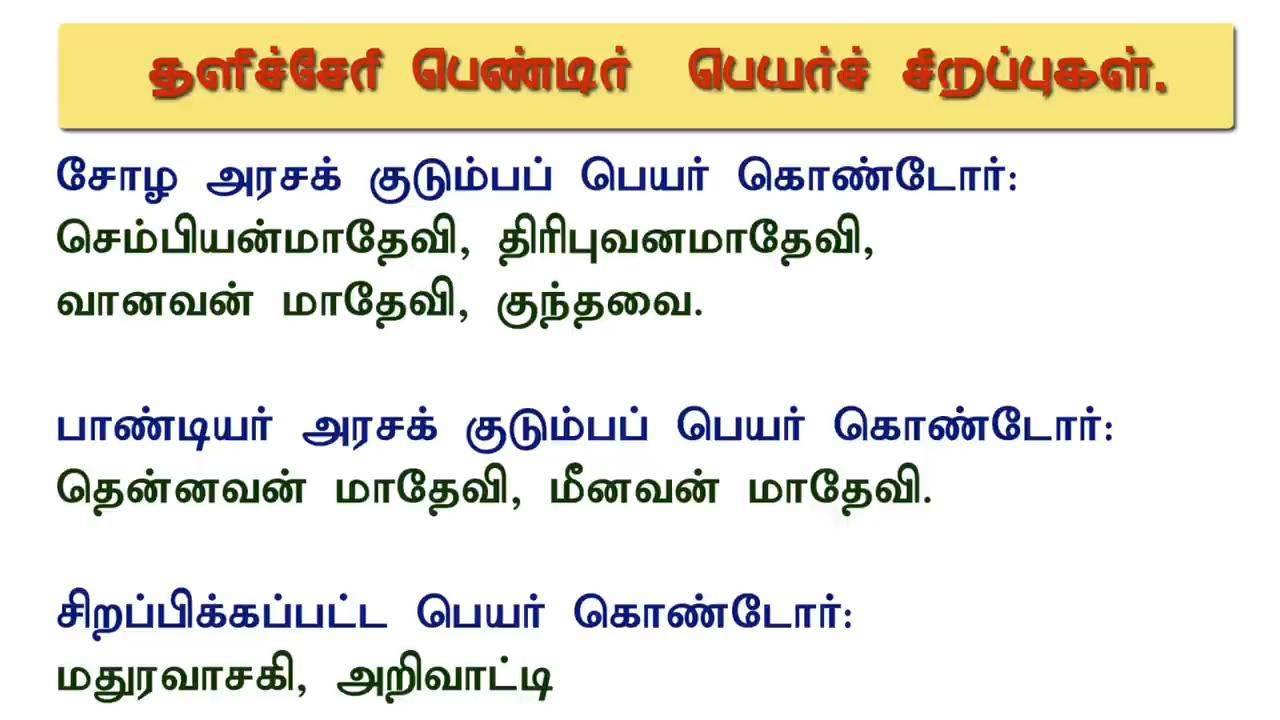 தளிச்சேரி பெண்டிர் பெயர்ச் சிறப்புகள்.
சோழ அரசக் குடும்பப் பெயர் கொண்டோர்:
செம்பியன்மாதேவி, திரிபுவனமாதேவி,
வானவன் மாதேவி, குந்தவை.
பாண்டியர் அரசக் குடும்பப் பெயர் கொண்டோர்:
தென்னவன் மாதேவி, மீனவன் மாதேவி.
சிறப்பிக்கப்பட்ட பெயர் கொண்டோர்:
மதுரவாசகி, அறிவாட்டி